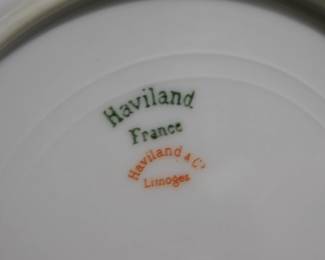 Haviland
France
Haviland & Co
Limoges